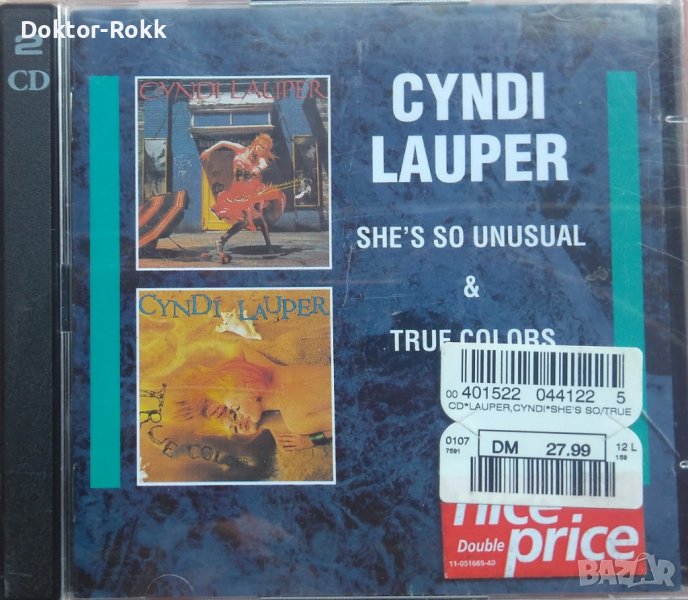 Doktor-Rokk
2
CD
CYNDI LAUPER
CYNDI
LAUPER
SHE'S SO UNUSUAL
&
TRUE COLORS
CYNDI LAUPER
TRUE COLORS
00 401522 044122 5
CD*LAUPER,CYNDI*SHE'S SO/TRUE
0107
7591
DM 27.99
12 L
159
nice
Double price
11-051665-40
BAZAR